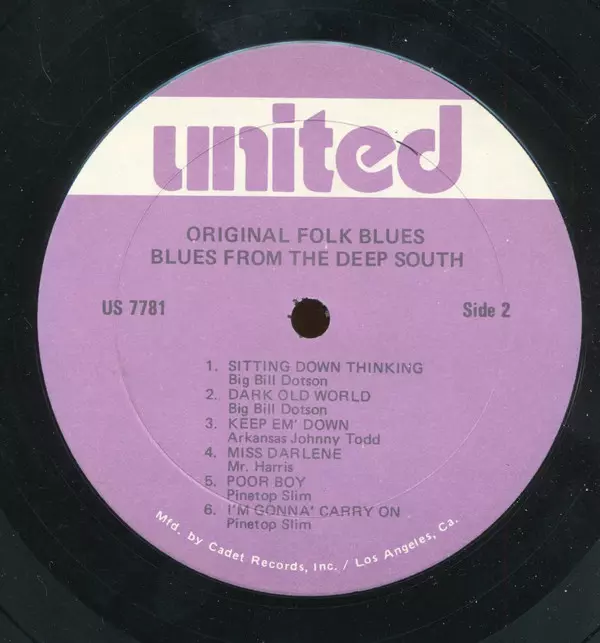 united
ORIGINAL FOLK BLUES
BLUES FROM THE DEEP SOUTH
US 7781
Side 2
1. SITTING DOWN THINKING
Big Bill Dotson
2. DARK OLD WORLD
Big Bill Dotson
3. KEEP EM' DOWN
Arkansas Johnny Todd
4. MISS DARLENE
Mr. Harris
5. POOR BOY
Pinetop Slim
6. I'M GONNA' CARRY ON
Pinetop Slim
Mfd. by Cadet Records, Inc. / Los Angeles, Ca.